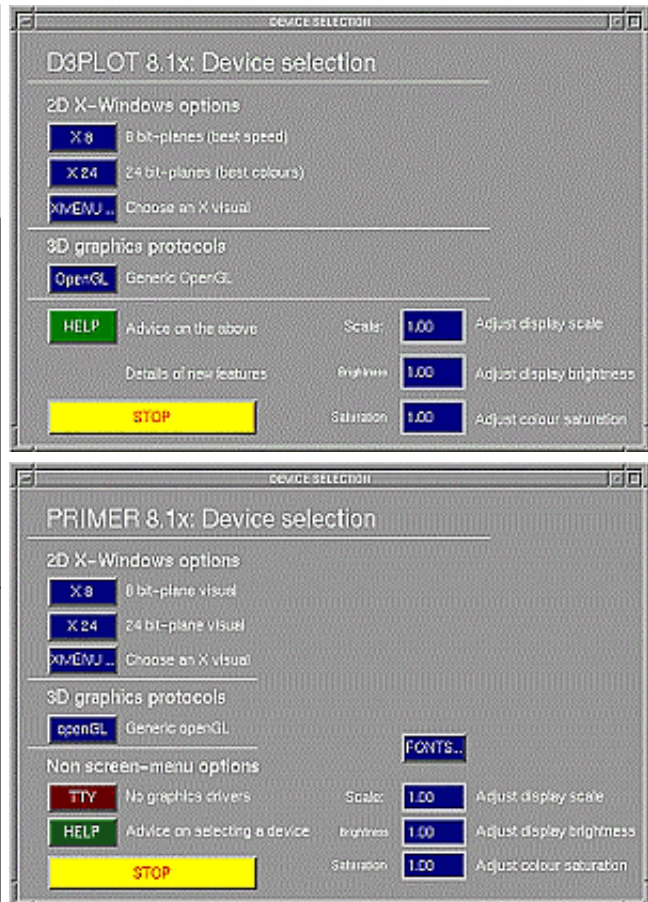 DEVICE SELECTION
D3PLOT 8.1x: Device selection
2D X-Windows options
X 8 8 bit-planes (best speed)
X 24 24 bit-planes (best colours)
XMENU... Choose an X visual
3D graphics protocols
OpenGL Generic OpenGL
HELP Advice on the above Scale: 1.00 Adjust display scale
Details of new features Brightness 1.00 Adjust display brightness
STOP Saturation 1.00 Adjust colour saturation
DEVICE SELECTION
PRIMER 8.1x: Device selection
2D X-Windows options
X 8 8 bit-plane visual
X 24 24 bit-plane visual
XMENU... Choose an X visual
3D graphics protocols
openGL Generic openGL
FONTS...
Non screen-menu options
TTY No graphics drivers Scale: 1.00 Adjust display scale
HELP Advice on selecting a device Brightness 1.00 Adjust display brightness
STOP Saturation 1.00 Adjust colour saturation